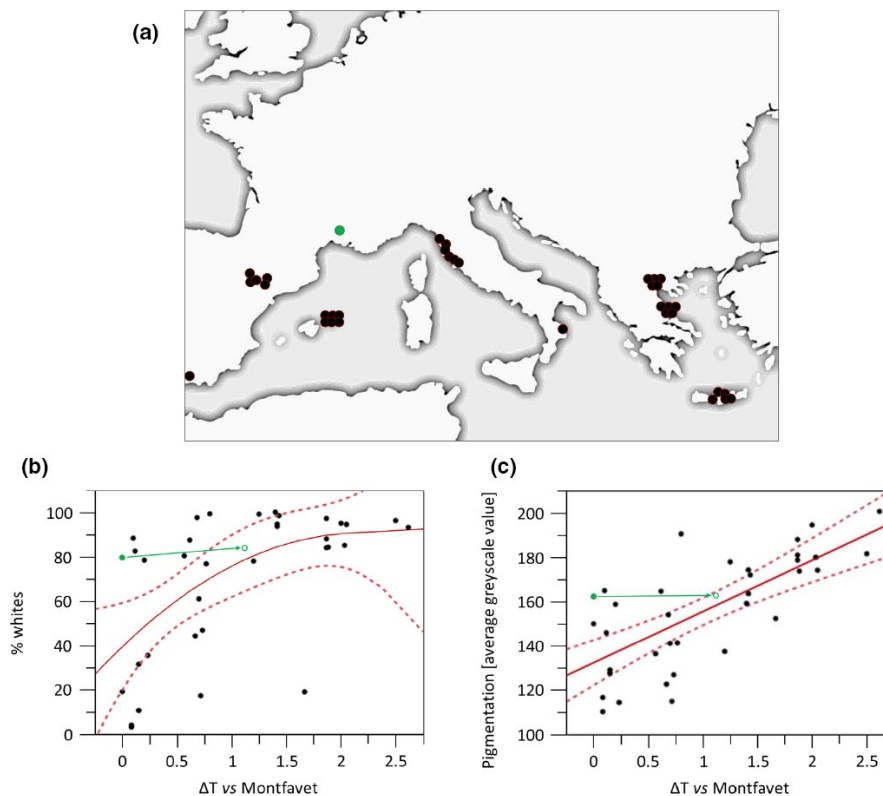 (a)
(b)
(c)
% whites
100
80
60
40
20
0
0 0.5 1 1.5 2 2.5
ΔT vs Montfavet
Pigmentation [average greyscale value]
200
180
160
140
120
100
0 0.5 1 1.5 2 2.5
ΔT vs Montfavet